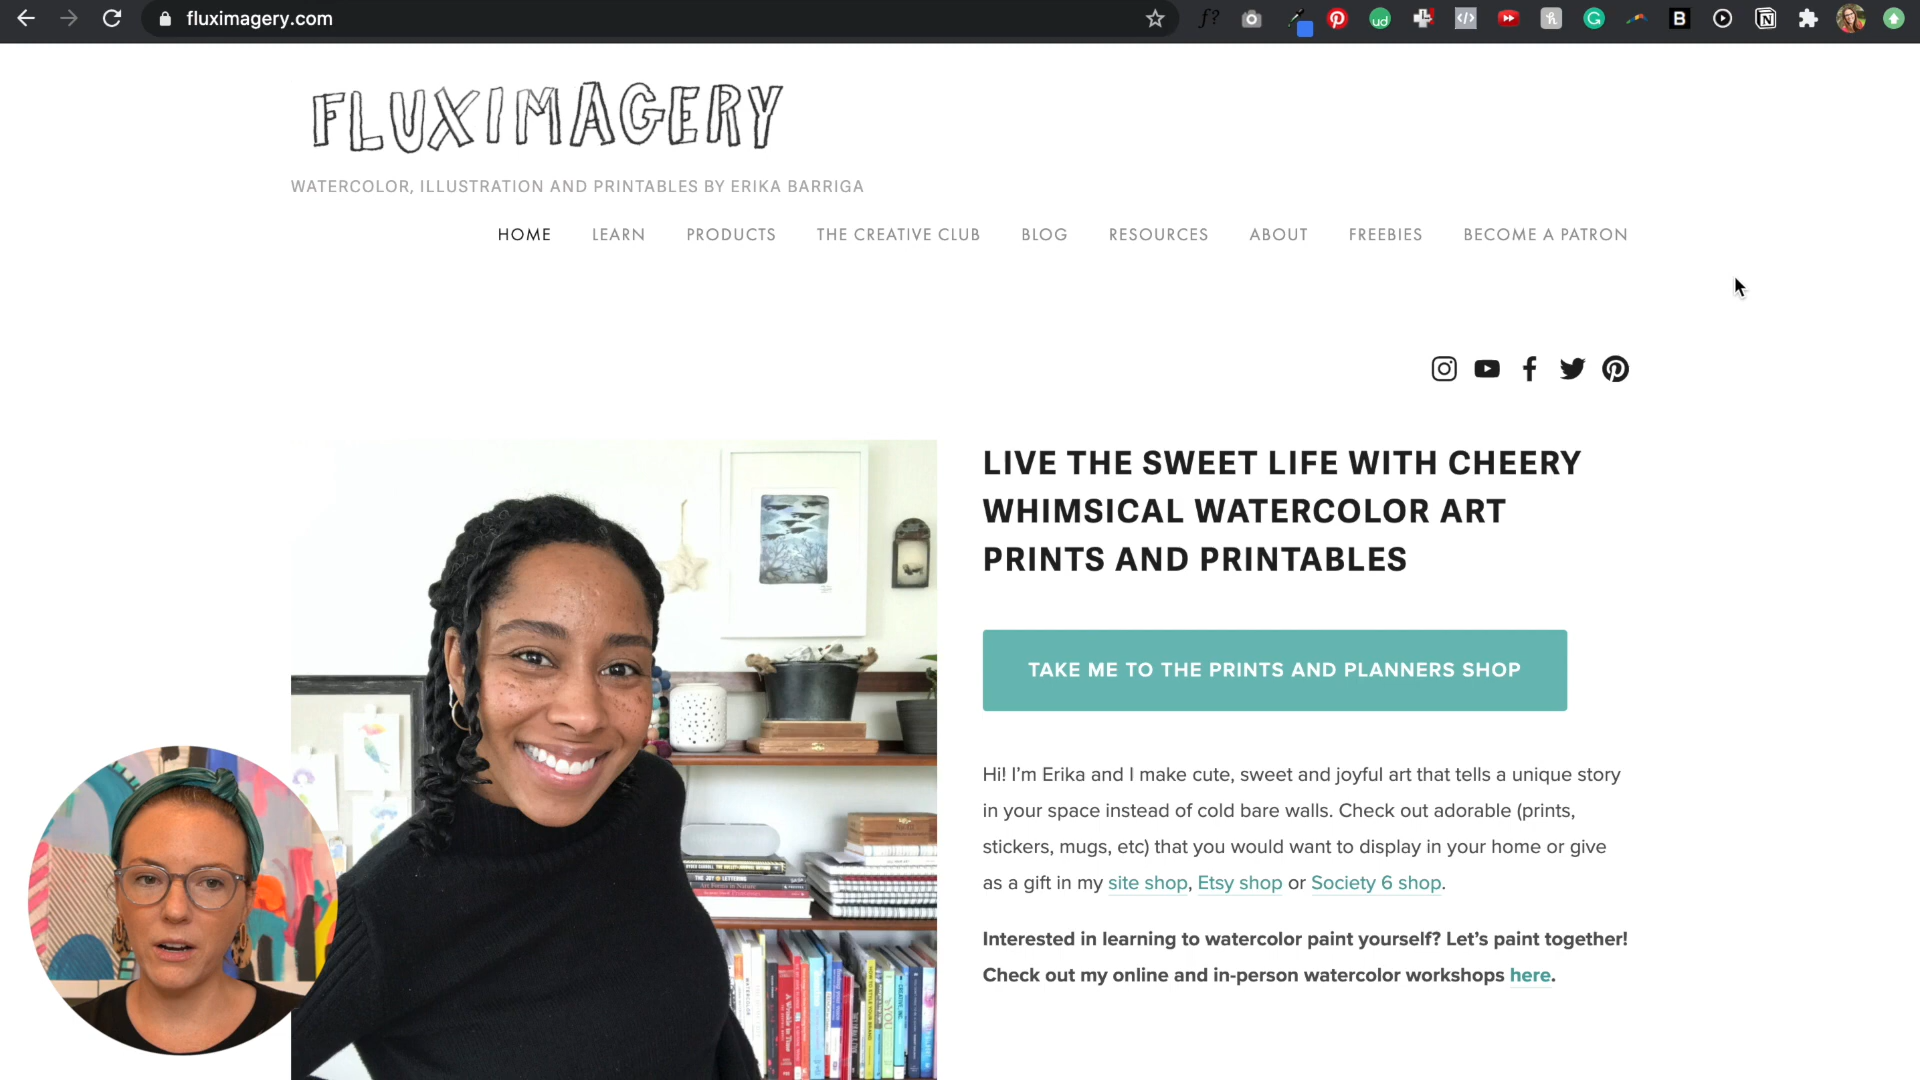 fluximagery.com
FLUXIMAGERY
WATERCOLOR, ILLUSTRATION AND PRINTABLES BY ERIKA BARRIGA
HOME LEARN PRODUCTS THE CREATIVE CLUB BLOG RESOURCES ABOUT FREEBIES BECOME A PATRON
LIVE THE SWEET LIFE WITH CHEERY
WHIMSICAL WATERCOLOR ART
PRINTS AND PRINTABLES
TAKE ME TO THE PRINTS AND PLANNERS SHOP
Hi! I’m Erika and I make cute, sweet and joyful art that tells a unique story
in your space instead of cold bare walls. Check out adorable (prints,
stickers, mugs, etc) that you would want to display in your home or give
as a gift in my site shop, Etsy shop or Society 6 shop.
Interested in learning to watercolor paint yourself? Let’s paint together!
Check out my online and in-person watercolor workshops here.